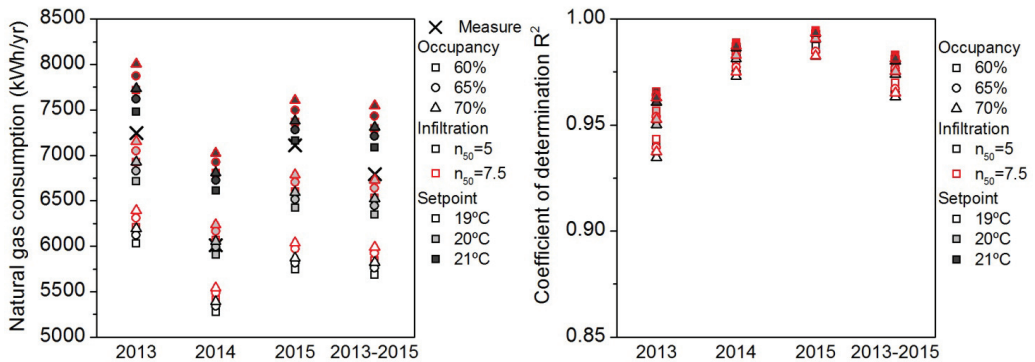 Natural gas consumption (kWh/yr)
8500
8000
7500
7000
6500
6000
5500
5000
2013
2014
2015
2013-2015
Measure
Occupancy
60%
65%
70%
Infiltration
n50=5
n50=7.5
Setpoint
19ºC
20ºC
21ºC
Coefficient of determination R2
1.00
0.95
0.90
0.85
2013
2014
2015
2013-2015
Occupancy
60%
65%
70%
Infiltration
n50=5
n50=7.5
Setpoint
19ºC
20ºC
21ºC